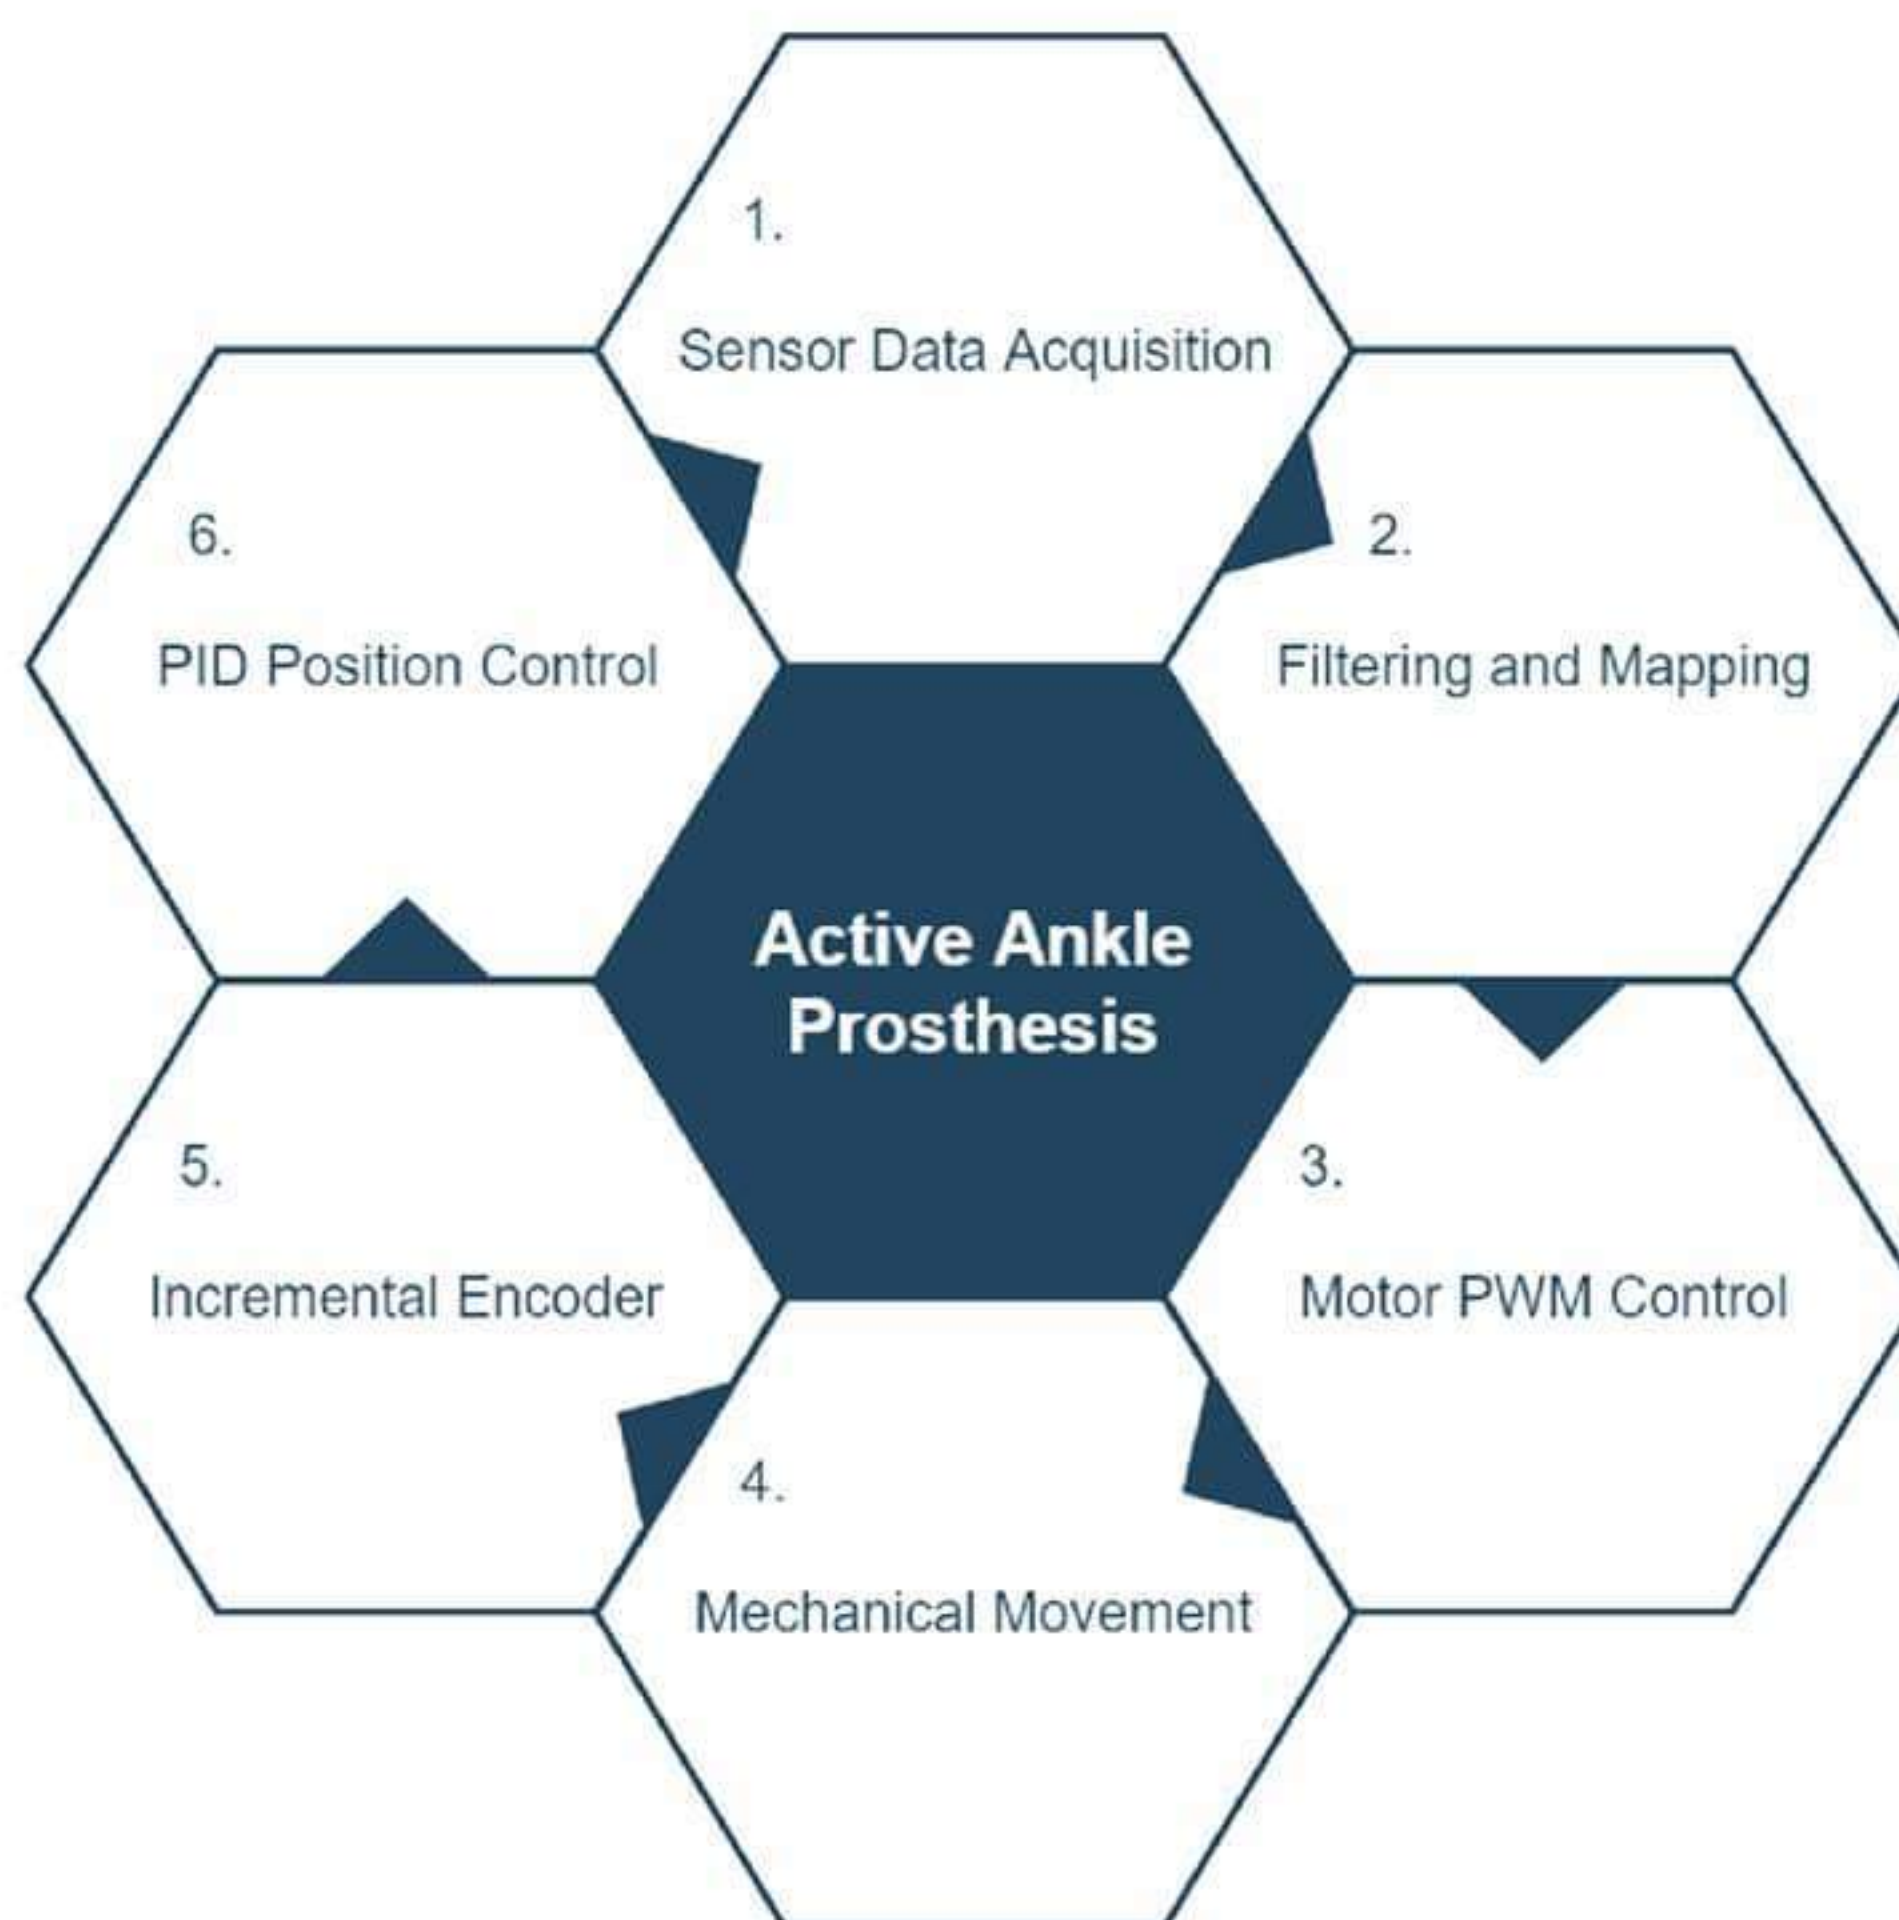 1.
Sensor Data Acquisition
2.
Filtering and Mapping
3.
Motor PWM Control
4.
Mechanical Movement
5.
Incremental Encoder
6.
PID Position Control
Active Ankle
Prosthesis